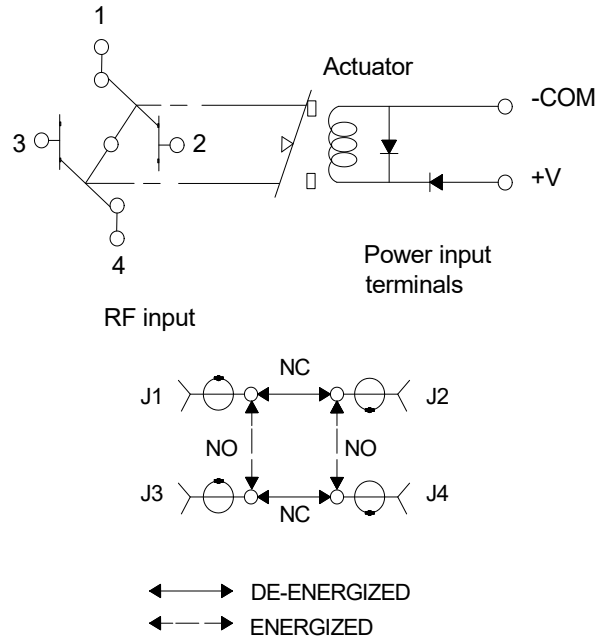 1
Actuator
-COM
3
2
+V
4
Power input
terminals
RF input
NC
J1
J2
NO
NO
J3
J4
NC
DE-ENERGIZED
ENERGIZED